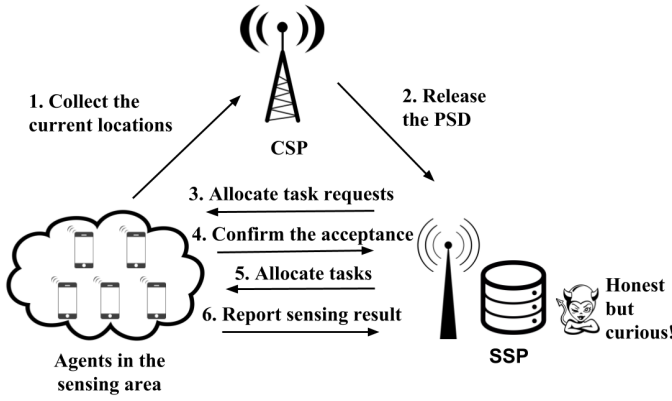 1. Collect the
current locations
2. Release
the PSD
CSP
3. Allocate task requests
4. Confirm the acceptance
5. Allocate tasks
6. Report sensing result
Agents in the
sensing area
SSP
Honest
but
curious!